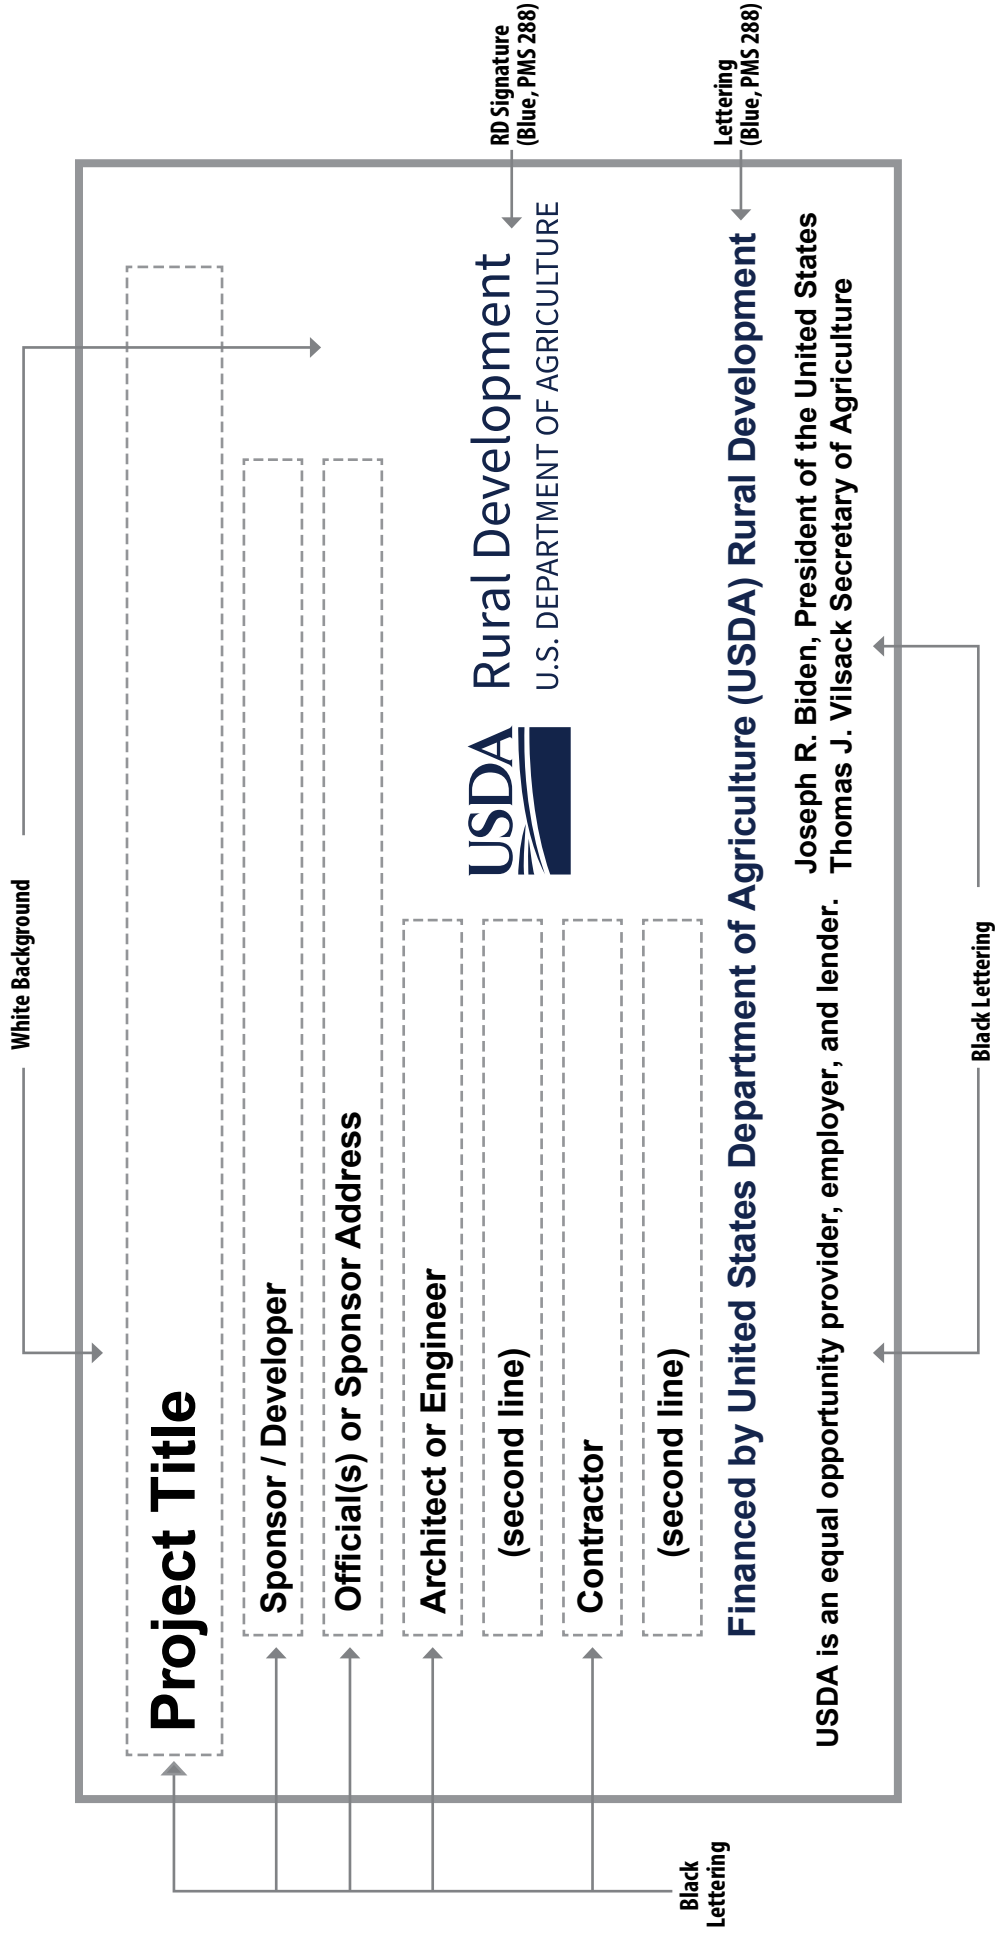 White Background
Project Title
Sponsor / Developer
Official(s) or Sponsor Address
Architect or Engineer
(second line)
Contractor
(second line)
USDA
Rural Development
U.S. DEPARTMENT OF AGRICULTURE
RD Signature
(Blue, PMS 288)
Financed by United States Department of Agriculture (USDA) Rural Development
Lettering
(Blue, PMS 288)
USDA is an equal opportunity provider, employer, and lender.
Joseph R. Biden, President of the United States
Thomas J. Vilsack Secretary of Agriculture
Black
Lettering
Black Lettering